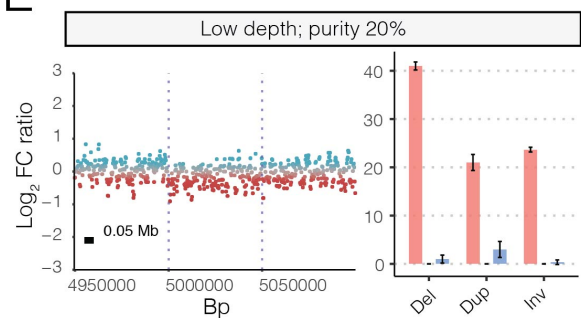 E
Low depth; purity 20%
Log2 FC ratio
3
2
1
0
−1
−2
−3
0.05 Mb
4950000 5000000 5050000
Bp
40
30
20
10
0
Del Dup Inv